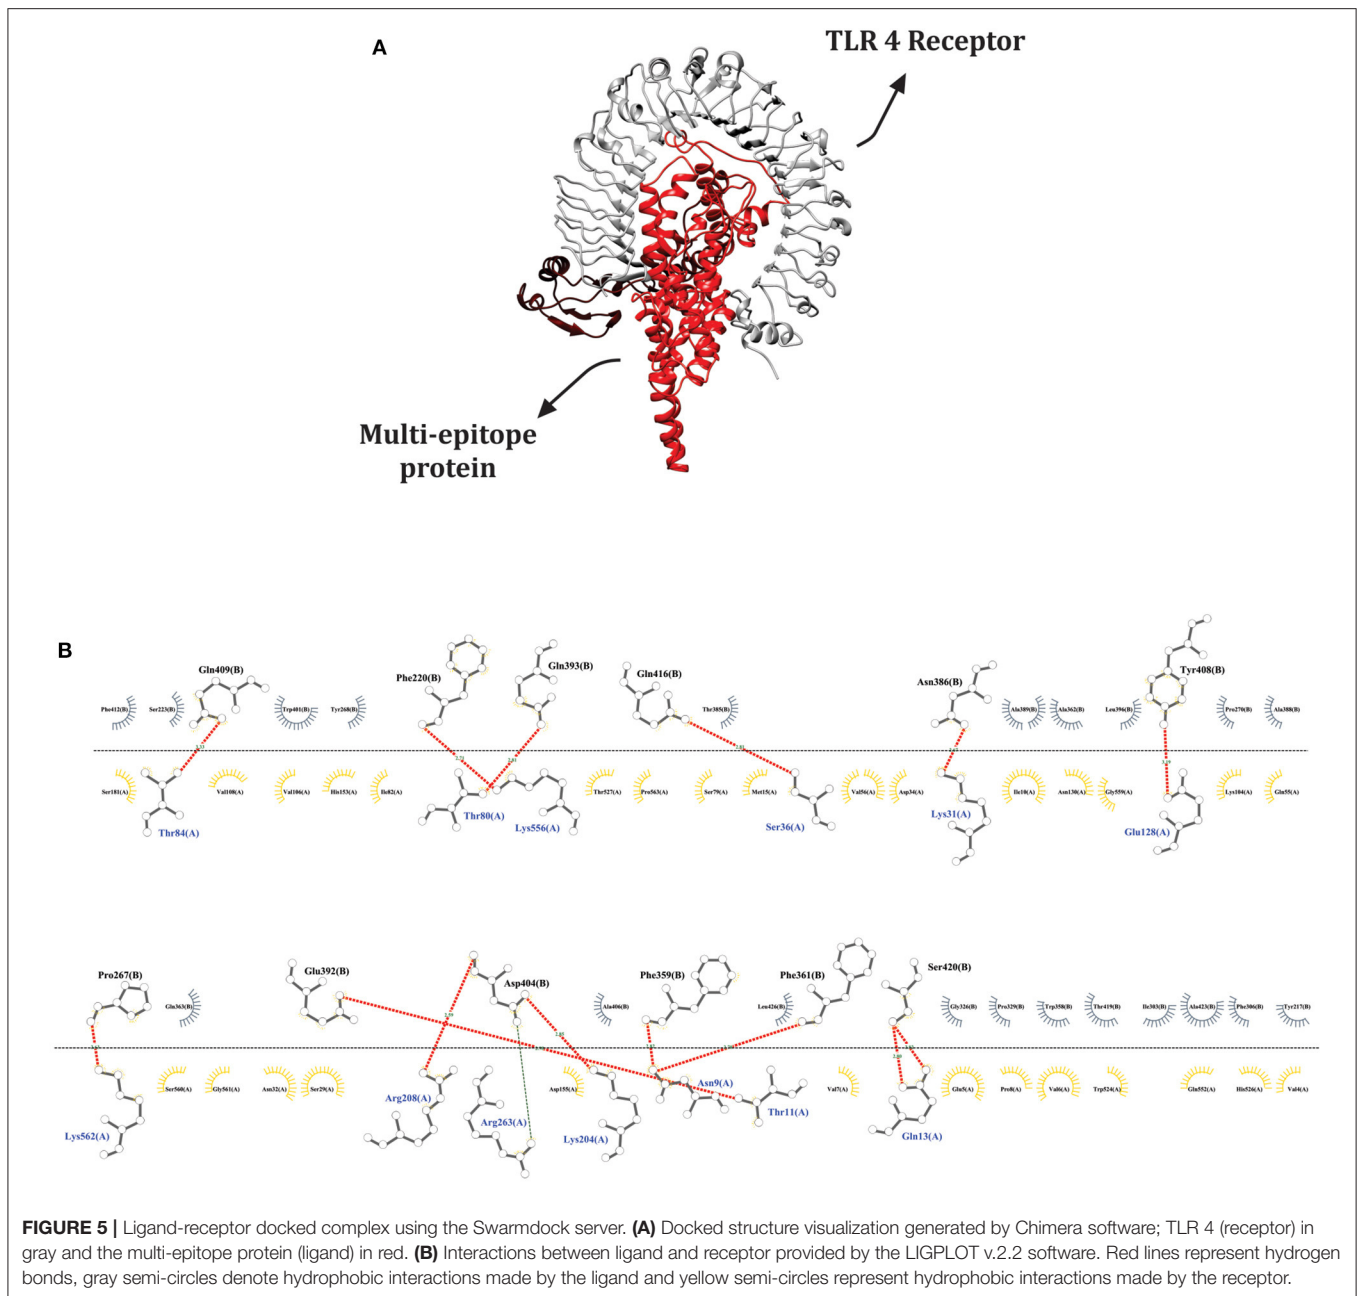 A
TLR 4 Receptor
Multi-epitope
protein
B
Gln409(B)
Phe220(B)
Gln393(B)
Gln416(B)
Asn386(B)
Tyr408(B)
Phe412(B) Ser223(B) Trp401(B) Tyr268(B) Thr385(B) Ala389(B) Ala362(B) Leu396(B) Pro270(B) Ala388(B)
Ser181(A) Val108(A) Val106(A) His153(A) Ile82(A) Thr527(A) Pro563(A) Ser79(A) Met15(A) Val56(A) Asp34(A) Ile10(A) Asn130(A) Gly559(A) Lys104(A) Gln55(A)
Thr84(A) Thr80(A) Lys556(A) Ser36(A) Lys31(A) Glu128(A)
Pro267(B) Glu392(B) Asp404(B) Phe359(B) Phe361(B) Ser420(B)
Gln363(B) Ala406(B) Leu426(B) Gly326(B) Pro329(B) Trp358(B) Thr419(B) Ile303(B) Ala423(B) Phe306(B) Tyr217(B)
Ser560(A) Gly561(A) Asn32(A) Ser29(A) Asp155(A) Asn9(A) Val7(A) Gln5(A) Pro8(A) Val6(A) Trp524(A) Gln552(A) His526(A) Val4(A)
Lys562(A) Arg208(A) Arg263(A) Lys204(A) Thr11(A) Gln13(A)
FIGURE 5 | Ligand-receptor docked complex using the Swarmdock server. (A) Docked structure visualization generated by Chimera software; TLR 4 (receptor) in
gray and the multi-epitope protein (ligand) in red. (B) Interactions between ligand and receptor provided by the LIGPLOT v.2.2 software. Red lines represent hydrogen
bonds, gray semi-circles denote hydrophobic interactions made by the ligand and yellow semi-circles represent hydrophobic interactions made by the receptor.